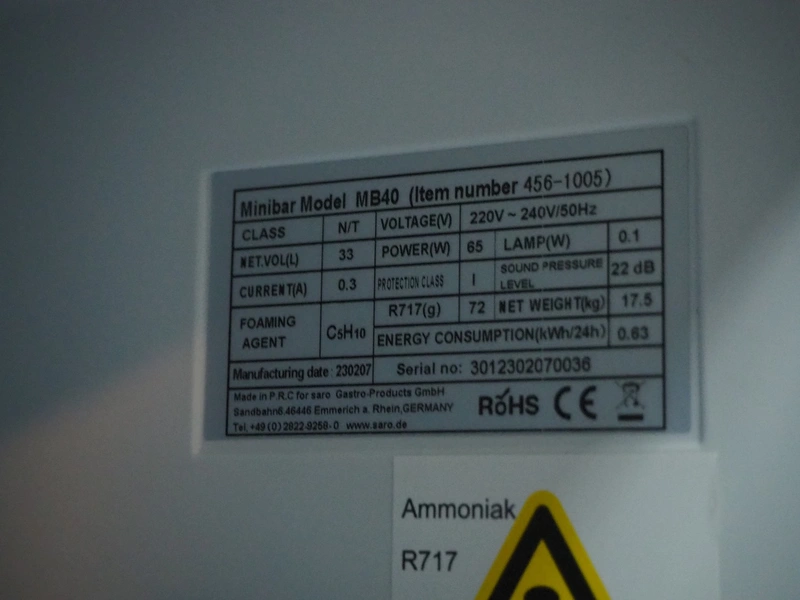 Minibar Model MB40 (Item number 456-1005)
CLASS N/T VOLTAGE(V) 220V ~ 240V/50Hz
NET.VOL(L) 33 POWER(W) 65 LAMP(W) 0.1
CURRENT(A) 0.3 PROTECTION CLASS I SOUND PRESSURE LEVEL 22 dB
FOAMING AGENT C5H10 R717(g) 72 NET WEIGHT(kg) 17.5
ENERGY CONSUMPTION(kWh/24h) 0.63
Manufacturing date: 230207 Serial no: 3012302070036
Made in P.R.C for saro Gastro-Products GmbH
Sandbahn6.46446 Emmerich a. Rhein,GERMANY
Tel.+49(0)2822-9258-0 www.saro.de
RoHS CE
Ammoniak
R717